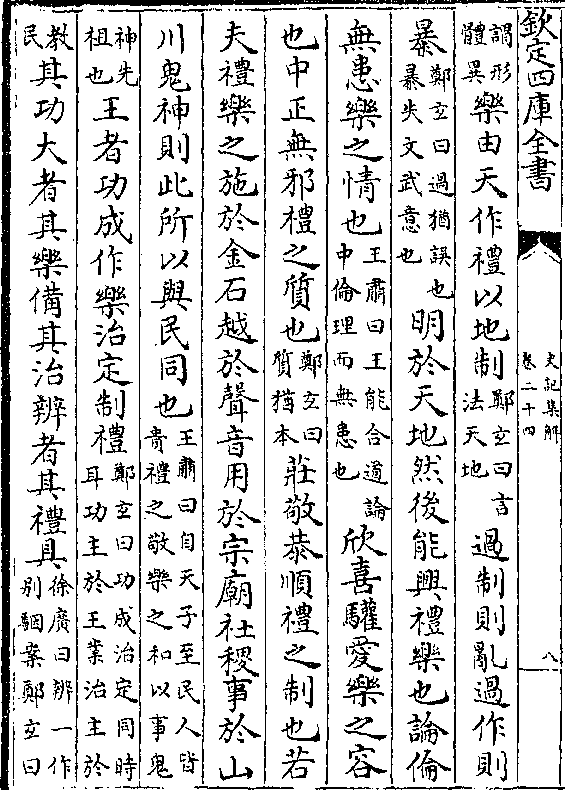 欽定四庫全書
史記集解
卷二十四
八
謂形體異樂由天作禮以地制鄭玄曰言法天地過制則亂過作則
暴鄭玄曰過猶誤也暴失文武意也明於天地然後能興禮樂也論倫
無患樂之情也王肅曰王能合道論中倫理而無患也欣喜驩愛樂之容
也中正無邪禮之質也鄭玄曰質猶本莊敬恭順禮之制也若
夫禮樂之施於金石越於聲音用於宗廟社稷事於山
川鬼神則此所以與民同也王肅曰自天子至民人皆貴禮之敬樂之和以事鬼
神先祖也王者功成作樂治定制禮鄭玄曰功成治定同時耳功主於王業治主於
教民其功大者其樂備其治辨者其禮具徐廣曰辨一作別駰案鄭玄曰